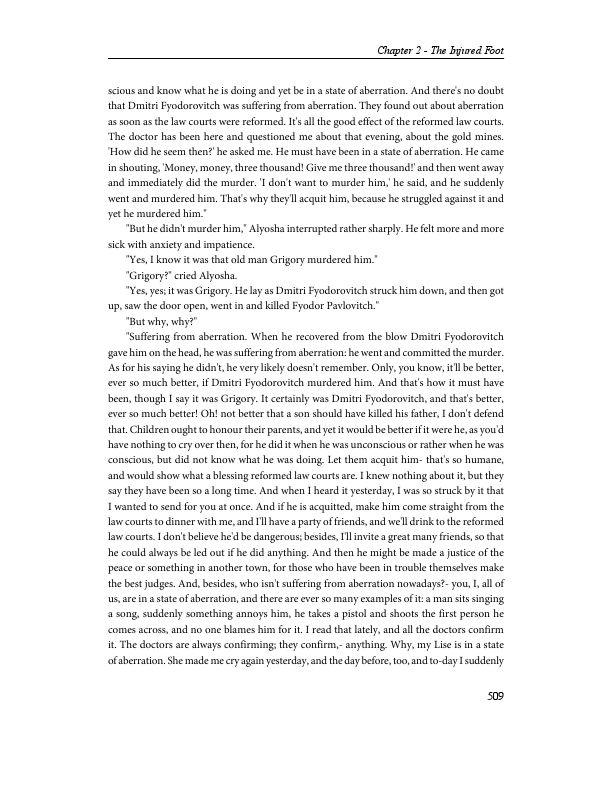 Chapter 2 - The Injured Foot
scious and know what he is doing and yet be in a state of aberration. And there's no doubt
that Dmitri Fyodorovitch was suffering from aberration. They found out about aberration
as soon as the law courts were reformed. It's all the good effect of the reformed law courts.
The doctor has been here and questioned me about that evening, about the gold mines.
'How did he seem then?' he asked me. He must have been in a state of aberration. He came
in shouting, 'Money, money, three thousand! Give me three thousand!' and then went away
and immediately did the murder. 'I don't want to murder him,' he said, and he suddenly
went and murdered him. That's why they'll acquit him, because he struggled against it and
yet he murdered him."
"But he didn't murder him," Alyosha interrupted rather sharply. He felt more and more
sick with anxiety and impatience.
"Yes, I know it was that old man Grigory murdered him."
"Grigory?" cried Alyosha.
"Yes, yes; it was Grigory. He lay as Dmitri Fyodorovitch struck him down, and then got
up, saw the door open, went in and killed Fyodor Pavlovitch."
"But why, why?"
"Suffering from aberration. When he recovered from the blow Dmitri Fyodorovitch
gave him on the head, he was suffering from aberration: he went and committed the murder.
As for his saying he didn't, he very likely doesn't remember. Only, you know, it'll be better,
ever so much better, if Dmitri Fyodorovitch murdered him. And that's how it must have
been, though I say it was Grigory. It certainly was Dmitri Fyodorovitch, and that's better,
ever so much better! Oh! not better that a son should have killed his father, I don't defend
that. Children ought to honour their parents, and yet it would be better if it were he, as you'd
have nothing to cry over then, for he did it when he was unconscious or rather when he was
conscious, but did not know what he was doing. Let them acquit him- that's so humane,
and would show what a blessing reformed law courts are. I knew nothing about it, but they
say they have been so a long time. And when I heard it yesterday, I was so struck by it that
I wanted to send for you at once. And if he is acquitted, make him come straight from the
law courts to dinner with me, and I'll have a party of friends, and we'll drink to the reformed
law courts. I don't believe he'd be dangerous; besides, I'll invite a great many friends, so that
he could always be led out if he did anything. And then he might be made a justice of the
peace or something in another town, for those who have been in trouble themselves make
the best judges. And, besides, who isn't suffering from aberration nowadays?- you, I, all of
us, are in a state of aberration, and there are ever so many examples of it: a man sits singing
a song, suddenly something annoys him, he takes a pistol and shoots the first person he
comes across, and no one blames him for it. I read that lately, and all the doctors confirm
it. The doctors are always confirming; they confirm,- anything. Why, my Lise is in a state
of aberration. She made me cry again yesterday, and the day before, too, and to-day I suddenly
509